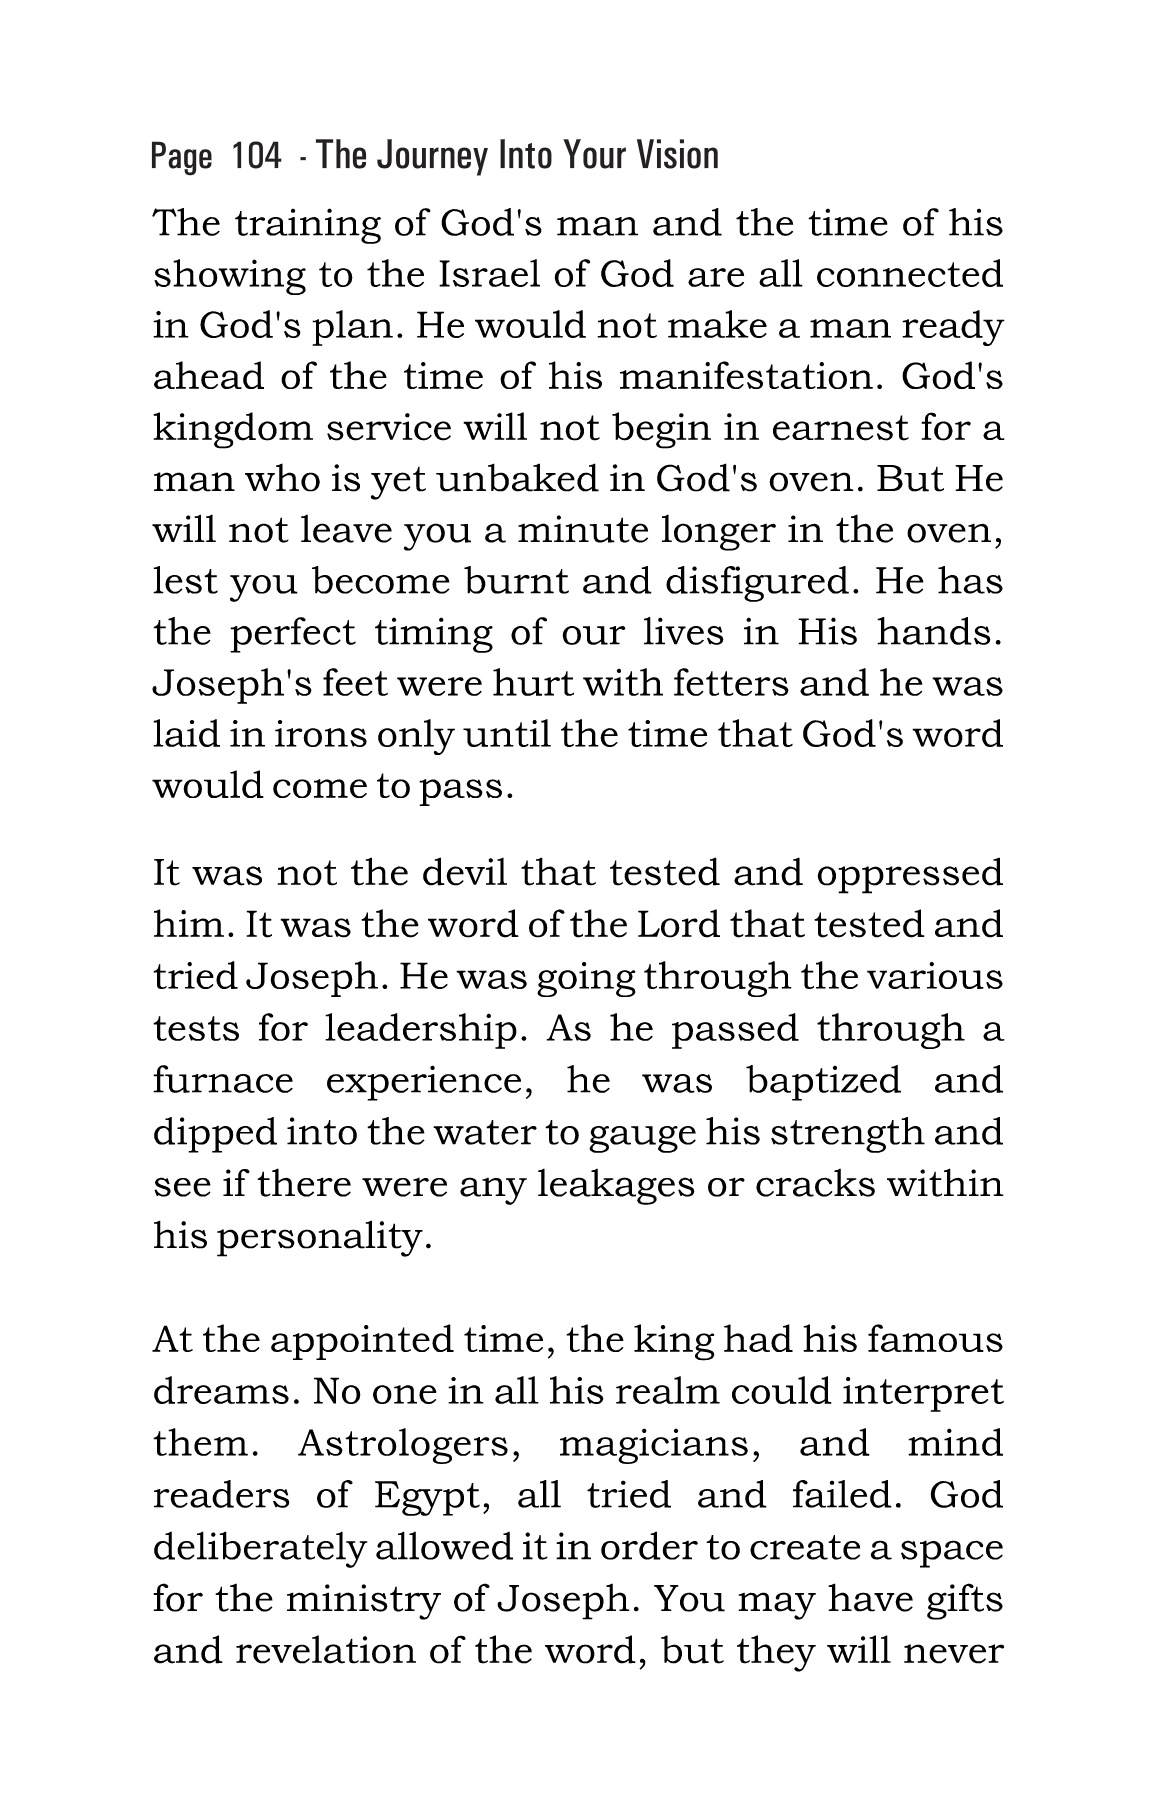 Page 104 - The Journey Into Your Vision
The training of God's man and the time of his
showing to the Israel of God are all connected
in God's plan. He would not make a man ready
ahead of the time of his manifestation. God's
kingdom service will not begin in earnest for a
man who is yet unbaked in God's oven. But He
will not leave you a minute longer in the oven,
lest you become burnt and disfigured. He has
the perfect timing of our lives in His hands.
Joseph's feet were hurt with fetters and he was
laid in irons only until the time that God's word
would come to pass.
It was not the devil that tested and oppressed
him. It was the word of the Lord that tested and
tried Joseph. He was going through the various
tests for leadership. As he passed through a
furnace experience, he was baptized and
dipped into the water to gauge his strength and
see if there were any leakages or cracks within
his personality.
At the appointed time, the king had his famous
dreams. No one in all his realm could interpret
them. Astrologers, magicians, and mind
readers of Egypt, all tried and failed. God
deliberately allowed it in order to create a space
for the ministry of Joseph. You may have gifts
and revelation of the word, but they will never